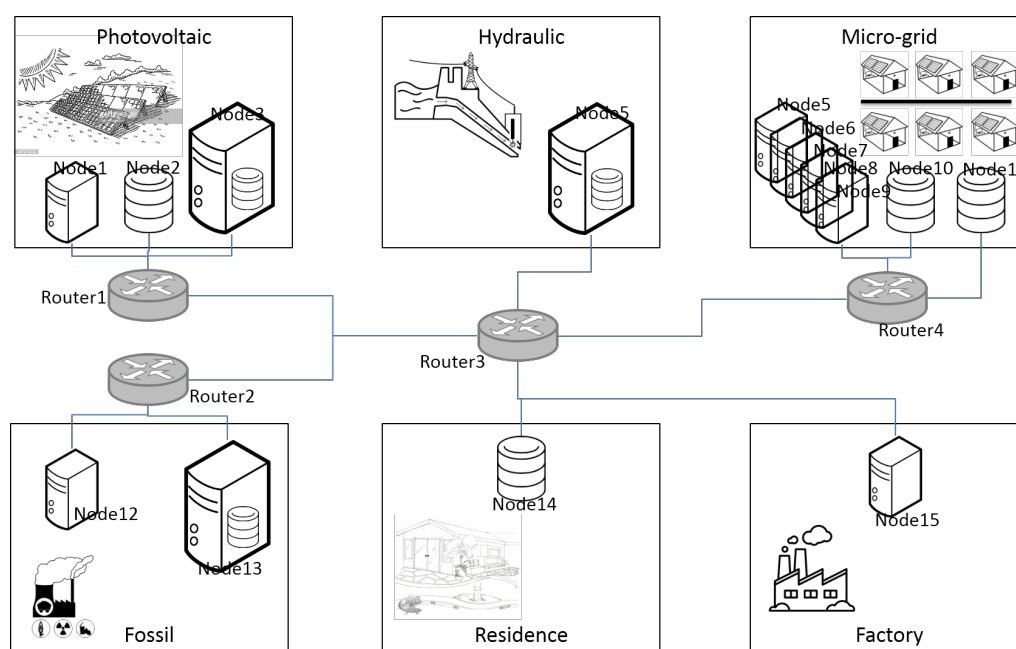 Photovoltaic
Node1
Node2
Node3
Hydraulic
Node5
Micro-grid
Node5
Node6
Node7
Node8
Node9
Node10
Node1
Router1
Router2
Router3
Router4
Node12
Node13
Fossil
Node14
Residence
Node15
Factory